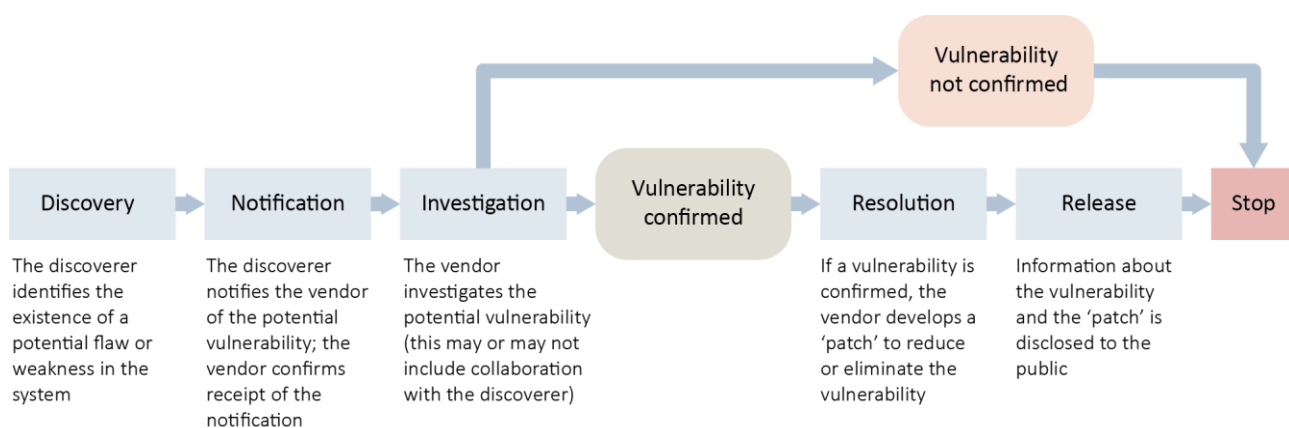 Vulnerability
not confirmed
Discovery
Notification
Investigation
Vulnerability
confirmed
Resolution
Release
Stop
The discoverer
identifies the
existence of a
potential flaw or
weakness in the
system
The discoverer
notifies the vendor
of the potential
vulnerability; the
vendor confirms
receipt of the
notification
The vendor
investigates the
potential vulnerability
(this may or may not
include collaboration
with the discoverer)
If a vulnerability is
confirmed, the
vendor develops a
‘patch’ to reduce
or eliminate the
vulnerability
Information about
the vulnerability
and the ‘patch’ is
disclosed to the
public